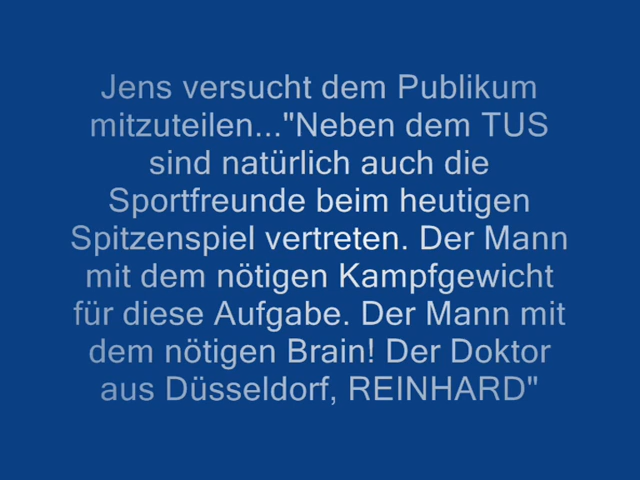 Jens versucht dem Publikum
mitzuteilen..."Neben dem TUS
sind natürlich auch die
Sportfreunde beim heutigen
Spitzenspiel vertreten. Der Mann
mit dem nötigen Kampfgewicht
für diese Aufgabe. Der Mann mit
dem nötigen Brain! Der Doktor
aus Düsseldorf, REINHARD"